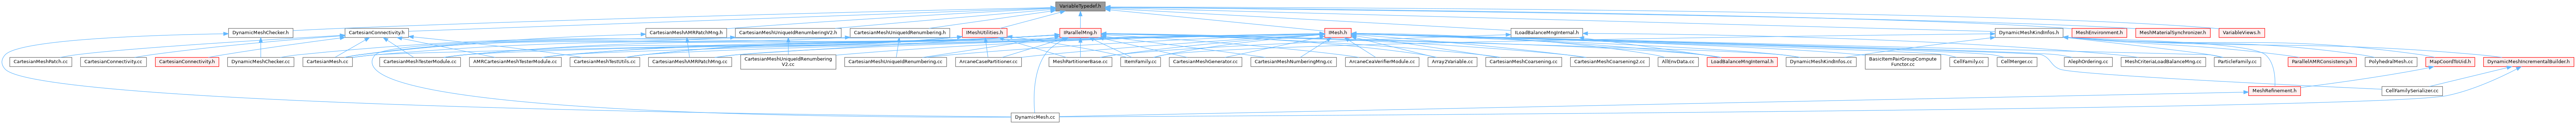 VariableTypedef.h
DynamicMeshChecker.h
CartesianConnectivity.h
CartesianMeshAMRPatchMng.h
CartesianMeshUniqueIdRenumberingV2.h
CartesianMeshUniqueIdRenumbering.h
IMeshUtilities.h
IParallelMng.h
IMesh.h
ILoadBalanceMngInternal.h
DynamicMeshKindInfos.h
MeshEnvironment.h
MeshMaterialSynchronizer.h
VariableViews.h
CartesianMeshPatch.cc
CartesianConnectivity.cc
CartesianConnectivity.h
DynamicMeshChecker.cc
CartesianMesh.cc
CartesianMeshTesterModule.cc
AMRCartesianMeshTesterModule.cc
CartesianMeshTestUtils.cc
CartesianMeshAMRPatchMng.cc
CartesianMeshUniqueIdRenumbering
V2.cc
CartesianMeshUniqueIdRenumbering.cc
ArcaneCasePartitioner.cc
MeshPartitionerBase.cc
ItemFamily.cc
CartesianMeshGenerator.cc
CartesianMeshNumberingMng.cc
ArcaneCeaVerifierModule.cc
Array2Variable.cc
CartesianMeshCoarsening.cc
CartesianMeshCoarsening2.cc
AllEnvData.cc
LoadBalanceMngInternal.h
DynamicMeshKindInfos.cc
BasicItemPairGroupCompute
Functor.cc
CellFamily.cc
CellMerger.cc
AlephOrdering.cc
MeshCriteriaLoadBalanceMng.cc
ParticleFamily.cc
ParallelAMRConsistency.h
PolyhedralMesh.cc
MapCoordToUid.h
DynamicMeshIncrementalBuilder.h
MeshRefinement.h
CellFamilySerializer.cc
DynamicMesh.cc